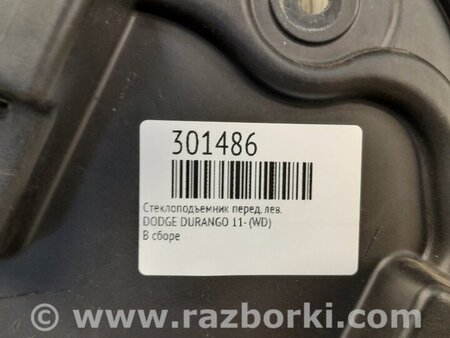 301486
Стеклоподъемник перед. лев.
DODGE DURANGO 11- (WD)
В сборе
© www.razborki.com